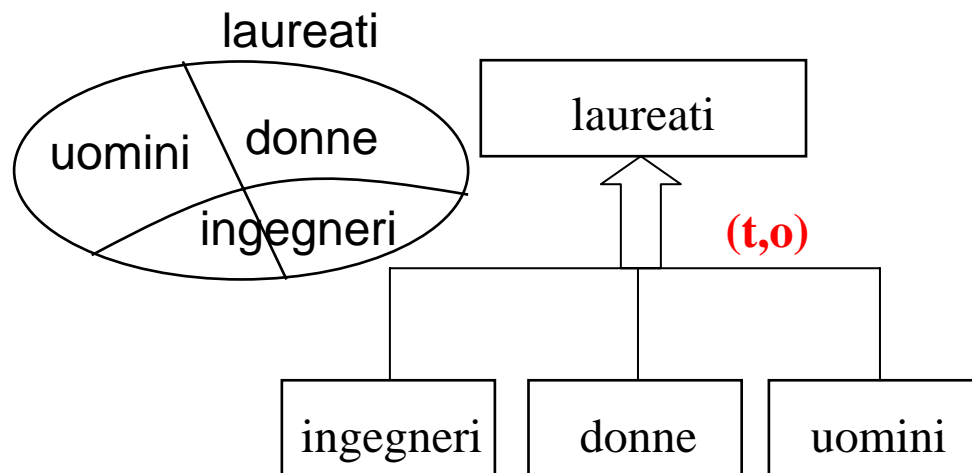 laureati
uomini
donne
ingegneri
laureati
(t,o)
ingegneri
donne
uomini